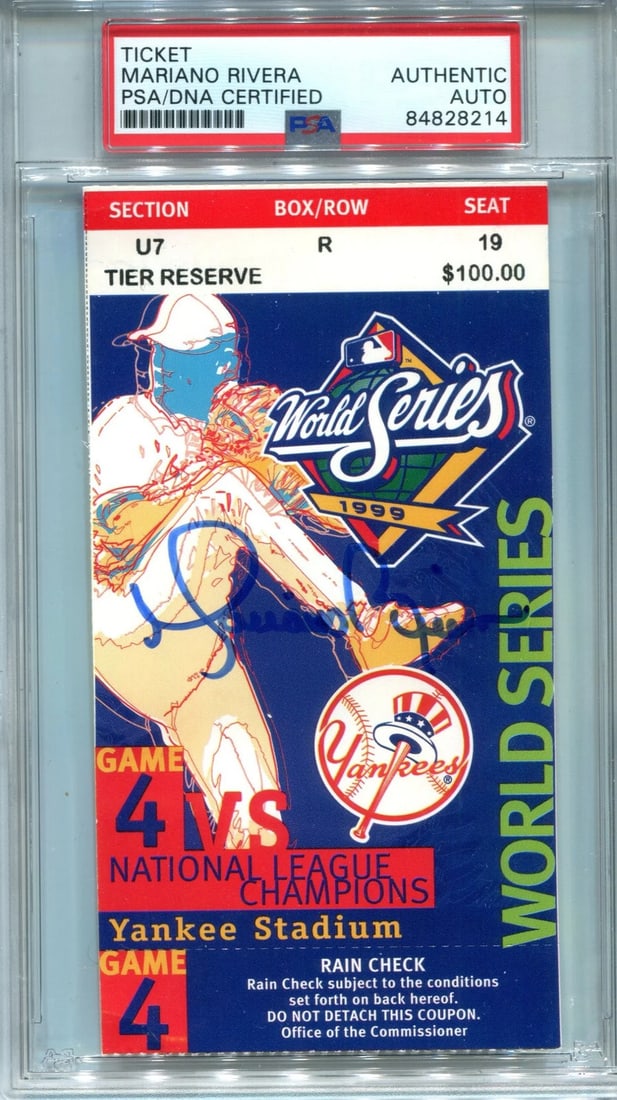 TICKET
MARIANO RIVERA AUTHENTIC
PSA/DNA CERTIFIED AUTO
PSA 84828214
SECTION BOX/ROW SEAT
U7 R 19
TIER RESERVE $100.00
World Series ®
1999
Mariano Rivera
Yankees ®
WORLD SERIES
GAME
4 VS
NATIONAL LEAGUE
CHAMPIONS
Yankee Stadium
GAME
4
RAIN CHECK
Rain Check subject to the conditions
set forth on back hereof.
DO NOT DETACH THIS COUPON.
Office of the Commissioner